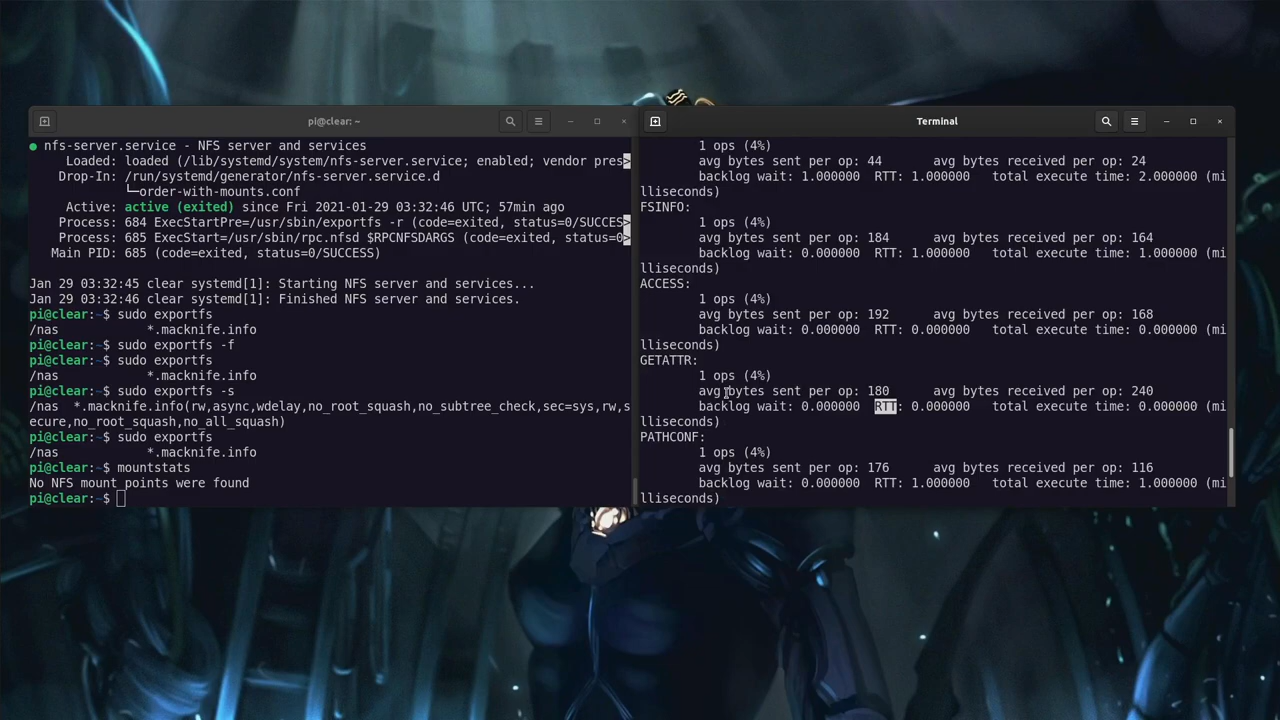 pi@clear: ~
● nfs-server.service - NFS server and services
Loaded: loaded (/lib/systemd/system/nfs-server.service; enabled; vendor pres>
Drop-In: /run/systemd/generator/nfs-server.service.d
└─order-with-mounts.conf
Active: active (exited) since Fri 2021-01-29 03:32:46 UTC; 57min ago
Process: 684 ExecStartPre=/usr/sbin/exportfs -r (code=exited, status=0/SUCCES>
Process: 685 ExecStart=/usr/sbin/rpc.nfsd $RPCNFSDARGS (code=exited, status=0>
Main PID: 685 (code=exited, status=0/SUCCESS)
Jan 29 03:32:45 clear systemd[1]: Starting NFS server and services...
Jan 29 03:32:46 clear systemd[1]: Finished NFS server and services.
pi@clear:~$ sudo exportfs
/nas *.macknife.info
pi@clear:~$ sudo exportfs -f
pi@clear:~$ sudo exportfs
/nas *.macknife.info
pi@clear:~$ sudo exportfs -s
/nas *.macknife.info(rw,async,wdelay,no_root_squash,no_subtree_check,sec=sys,rw,s
ecure,no_root_squash,no_all_squash)
pi@clear:~$ sudo exportfs
/nas *.macknife.info
pi@clear:~$ mountstats
No NFS mount points were found
pi@clear:~$
Terminal
1 ops (4%)
avg bytes sent per op: 44 avg bytes received per op: 24
backlog wait: 1.000000 RTT: 1.000000 total execute time: 2.000000 (mi
lliseconds)
FSINFO:
1 ops (4%)
avg bytes sent per op: 184 avg bytes received per op: 164
backlog wait: 0.000000 RTT: 1.000000 total execute time: 1.000000 (mi
lliseconds)
ACCESS:
1 ops (4%)
avg bytes sent per op: 192 avg bytes received per op: 168
backlog wait: 0.000000 RTT: 0.000000 total execute time: 0.000000 (mi
lliseconds)
GETATTR:
1 ops (4%)
avg bytes sent per op: 180 avg bytes received per op: 240
backlog wait: 0.000000 RTT: 0.000000 total execute time: 0.000000 (mi
lliseconds)
PATHCONF:
1 ops (4%)
avg bytes sent per op: 176 avg bytes received per op: 116
backlog wait: 0.000000 RTT: 1.000000 total execute time: 1.000000 (mi
lliseconds)